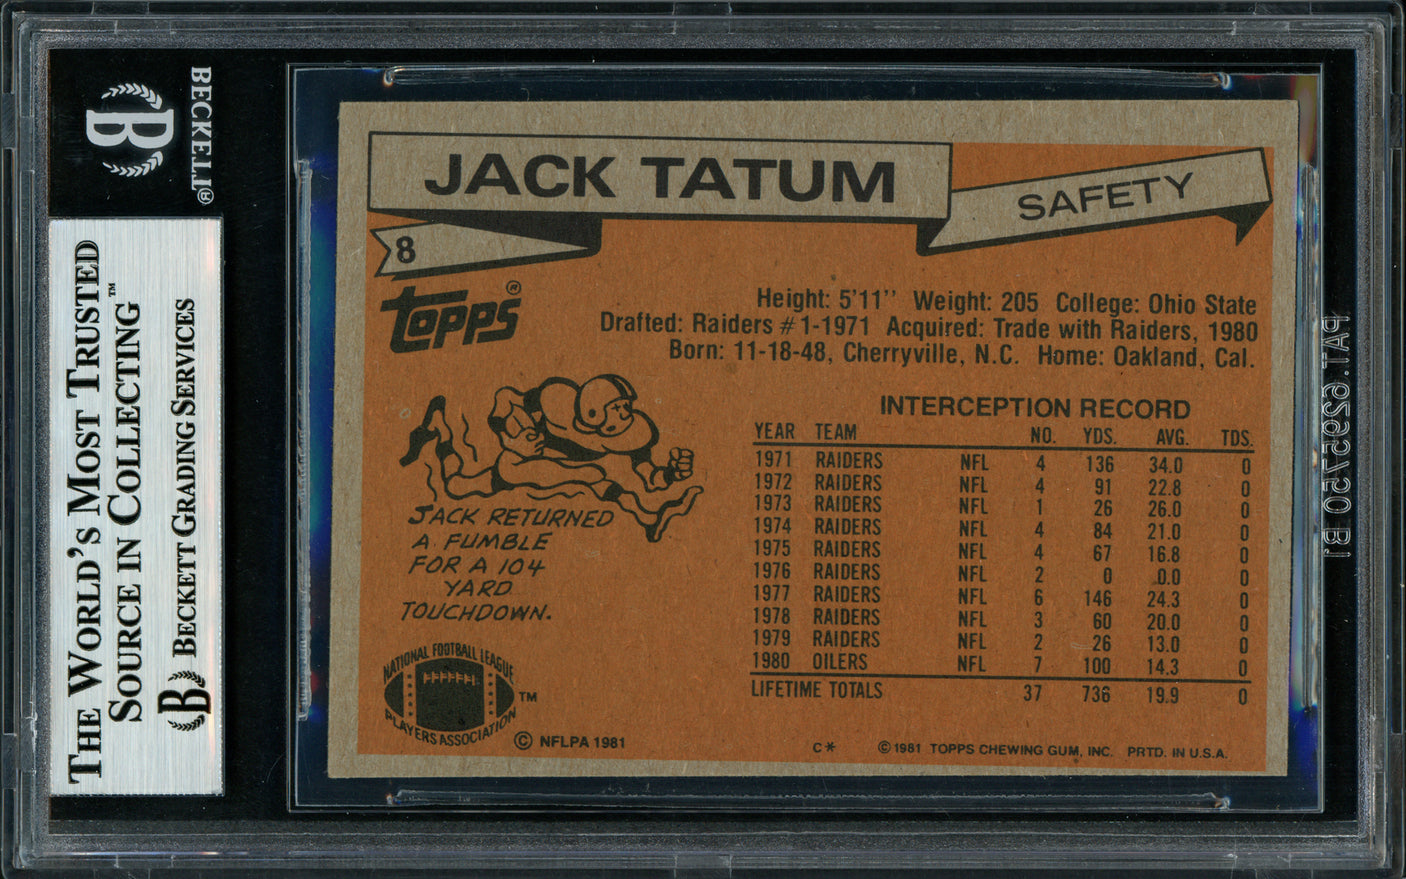 BECKETT®
B
THE WORLD'S MOST TRUSTED
SOURCE IN COLLECTING™
B BECKETT GRADING SERVICES
JACK TATUM
SAFETY
8
Topps®
Height: 5'11'' Weight: 205 College: Ohio State
Drafted: Raiders #1-1971 Acquired: Trade with Raiders, 1980
Born: 11-18-48, Cherryville, N.C. Home: Oakland, Cal.
JACK RETURNED
A FUMBLE
FOR A 104
YARD
TOUCHDOWN.
INTERCEPTION RECORD
YEAR TEAM NO. YDS. AVG. TDS.
1971 RAIDERS NFL 4 136 34.0 0
1972 RAIDERS NFL 4 91 22.8 0
1973 RAIDERS NFL 1 26 26.0 0
1974 RAIDERS NFL 4 84 21.0 0
1975 RAIDERS NFL 4 67 16.8 0
1976 RAIDERS NFL 2 0 0.0 0
1977 RAIDERS NFL 6 146 24.3 0
1978 RAIDERS NFL 3 60 20.0 0
1979 RAIDERS NFL 2 26 13.0 0
1980 OILERS NFL 7 100 14.3 0
LIFETIME TOTALS 37 736 19.9 0
NATIONAL FOOTBALL LEAGUE
PLAYERS ASSOCIATION
™
© NFLPA 1981
C* ©1981 TOPPS CHEWING GUM, INC. PRTD. IN U.S.A.
PAT. 6295750 B1